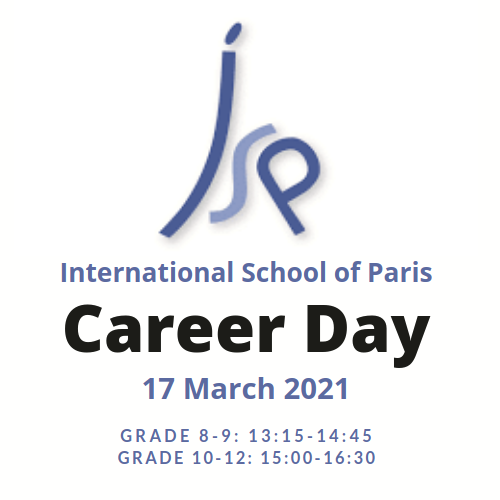 isp
International School of Paris
Career Day
17 March 2021
GRADE 8-9: 13:15-14:45
GRADE 10-12: 15:00-16:30